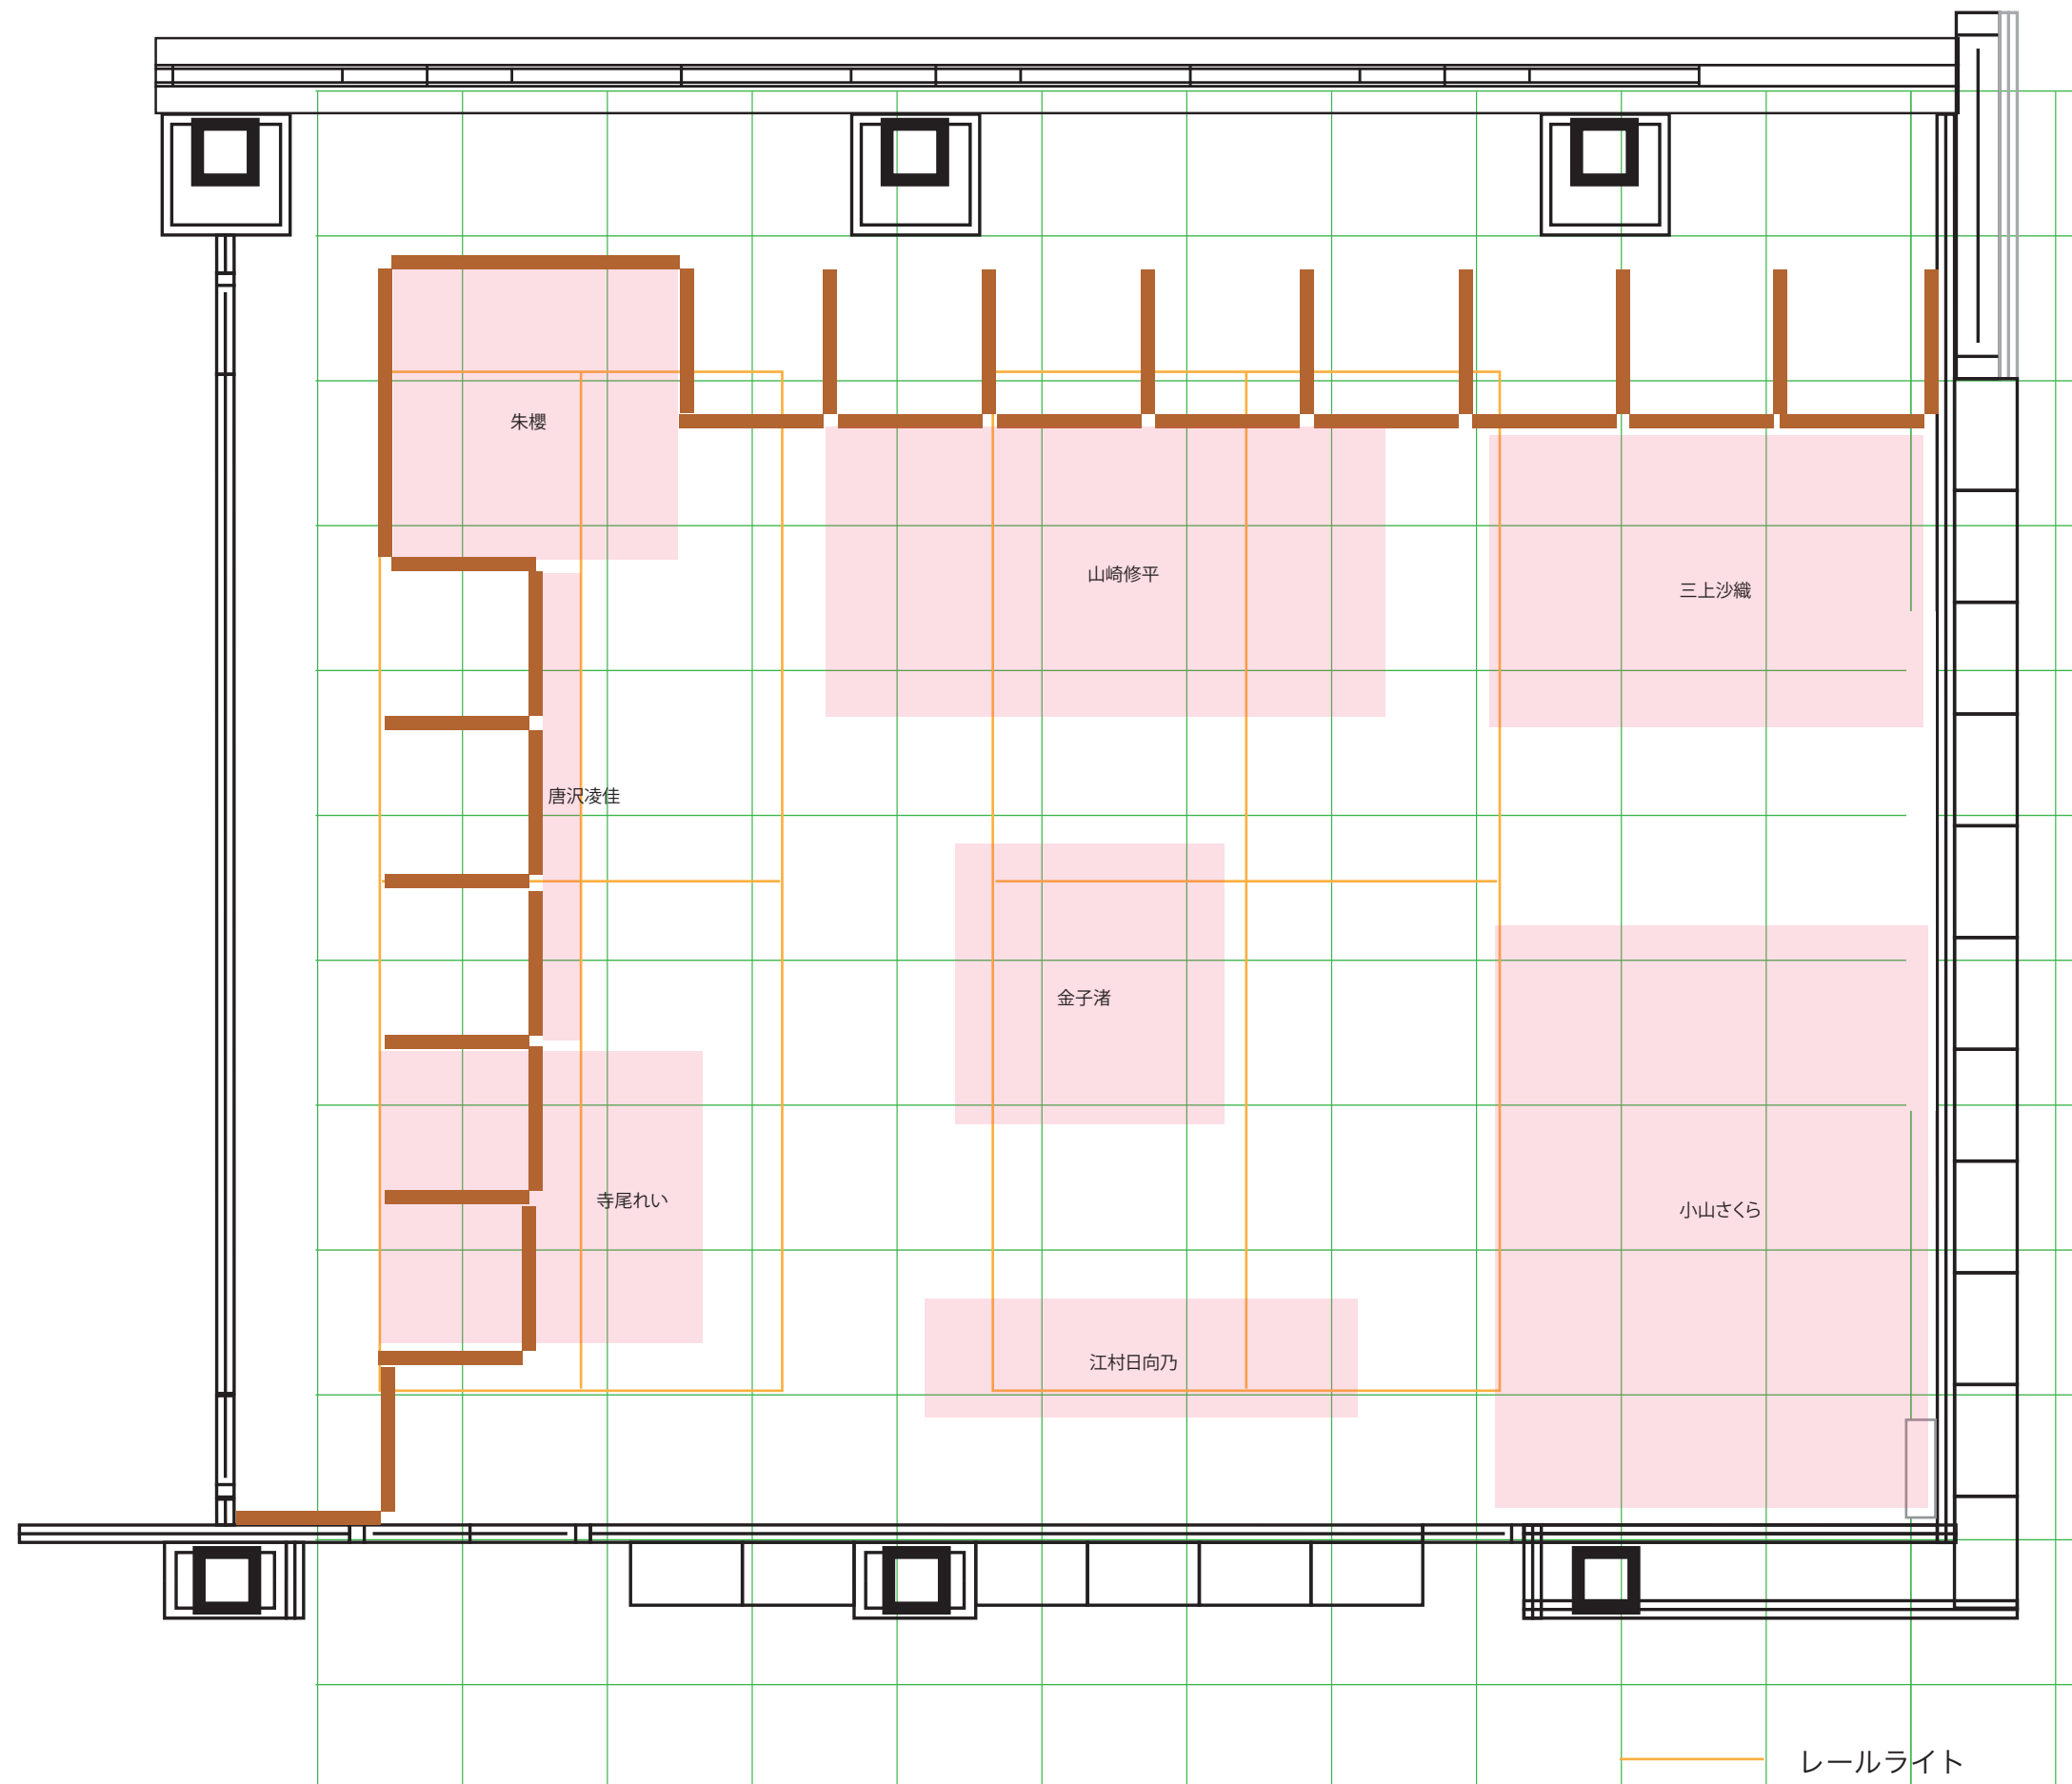 朱櫻
山崎修平
三上沙織
唐沢凌佳
金子渚
寺尾れい
小山さくら
江村日向乃
レールライト